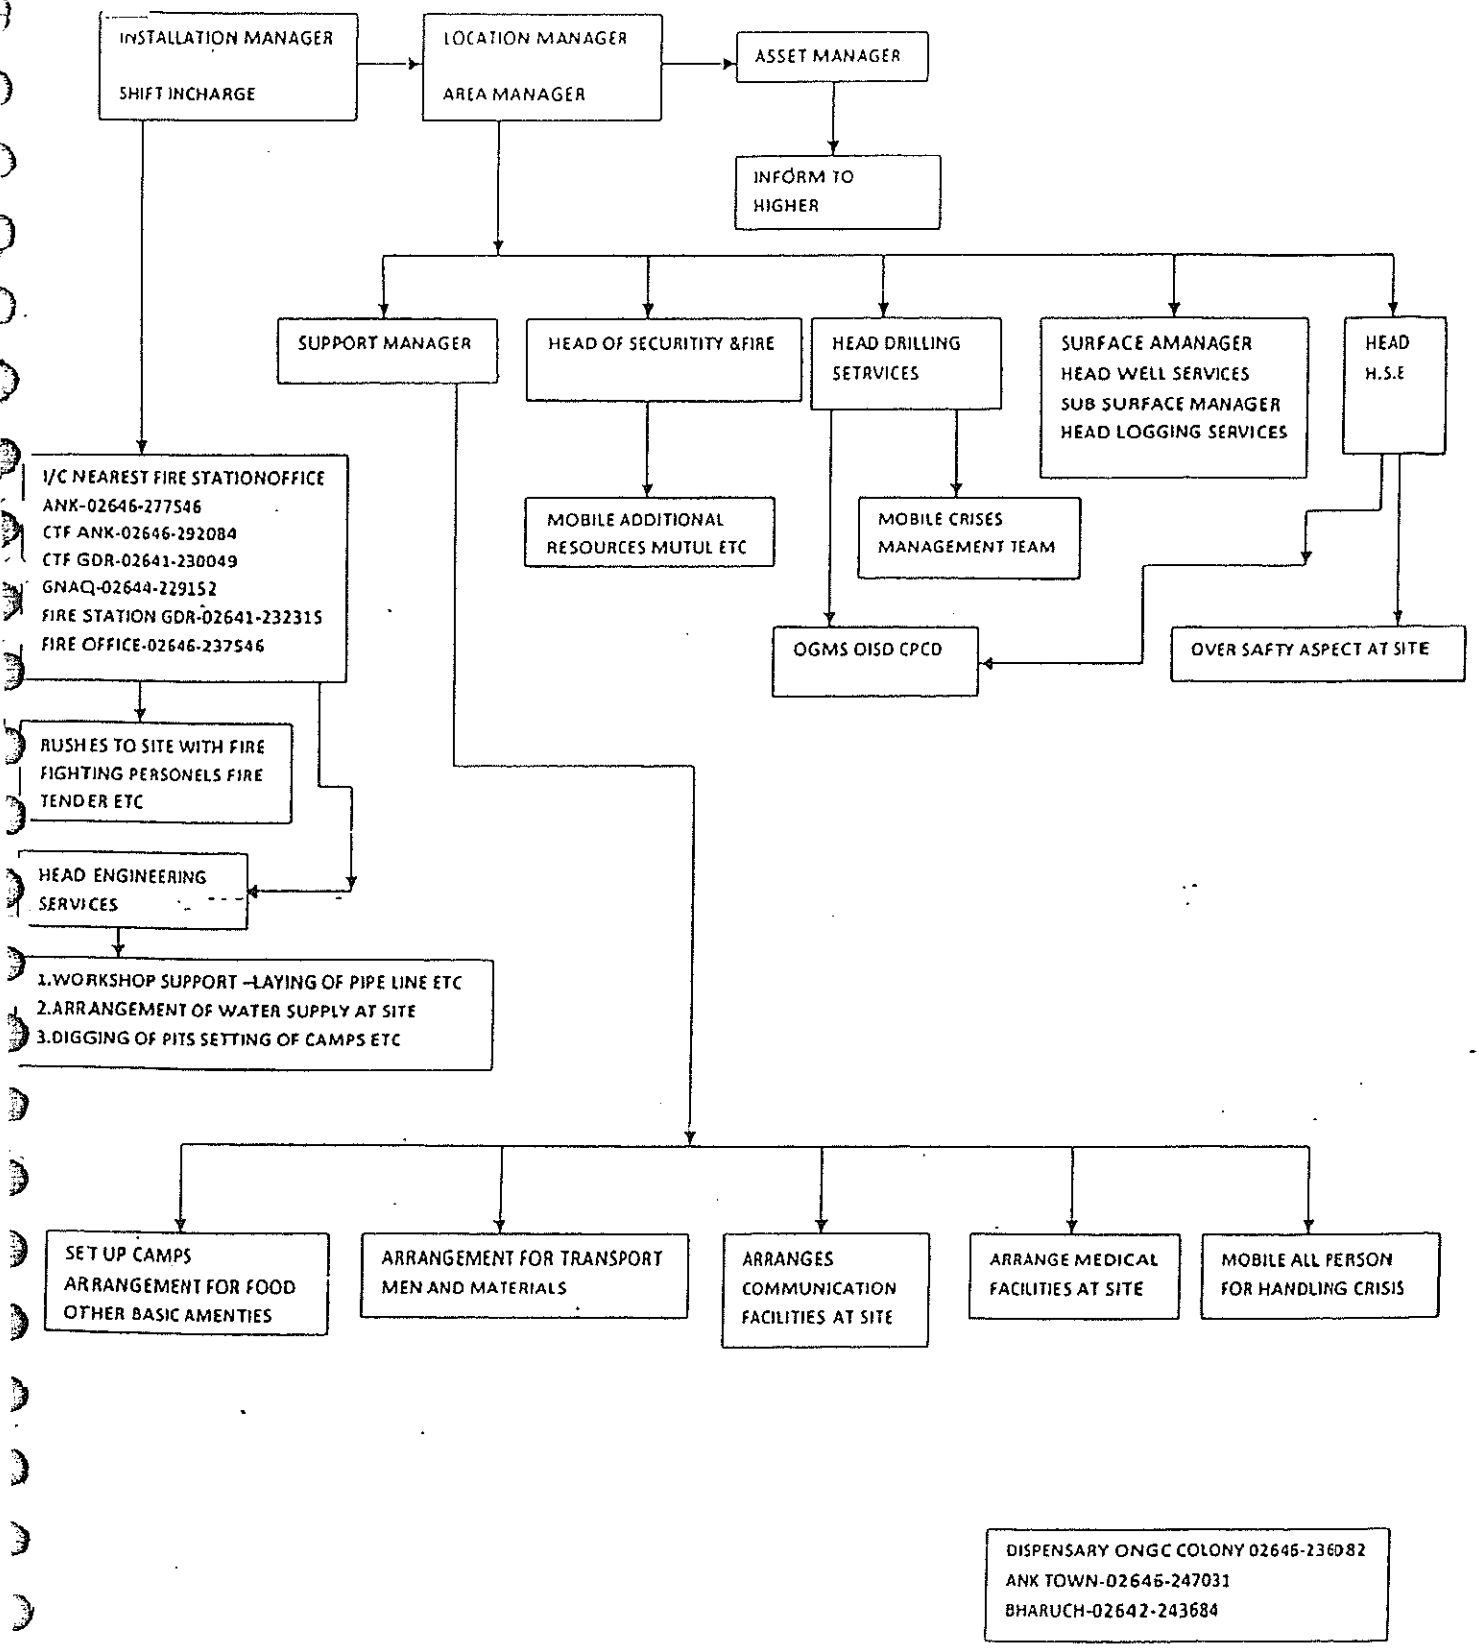 INSTALLATION MANAGER
SHIFT INCHARGE
LOCATION MANAGER
AREA MANAGER
ASSET MANAGER
INFORM TO
HIGHER
SUPPORT MANAGER
HEAD OF SECURITITY &FIRE
HEAD DRILLING
SETRVICES
SURFACE AMANAGER
HEAD WELL SERVICES
SUB SURFACE MANAGER
HEAD LOGGING SERVICES
HEAD
H.S.E
I/C NEAREST FIRE STATIONOFFICE
ANK-02646-277546
CTF ANK-02646-292084
CTF GDR-02641-230049
GNAQ-02644-229152
FIRE STATION GDR-02641-232315
FIRE OFFICE-02646-237546
MOBILE ADDITIONAL
RESOURCES MUTUL ETC
MOBILE CRISES
MANAGEMENT TEAM
OGMS OISD CPCD
OVER SAFTY ASPECT AT SITE
RUSHES TO SITE WITH FIRE
FIGHTING PERSONELS FIRE
TENDER ETC
HEAD ENGINEERING
SERVICES
1.WORKSHOP SUPPORT –LAYING OF PIPE LINE ETC
2.ARRANGEMENT OF WATER SUPPLY AT SITE
3.DIGGING OF PITS SETTING OF CAMPS ETC
SET UP CAMPS
ARRANGEMENT FOR FOOD
OTHER BASIC AMENTIES
ARRANGEMENT FOR TRANSPORT
MEN AND MATERIALS
ARRANGES
COMMUNICATION
FACILITIES AT SITE
ARRANGE MEDICAL
FACILITIES AT SITE
MOBILE ALL PERSON
FOR HANDLING CRISIS
DISPENSARY ONGC COLONY 02646-236082
ANK TOWN-02646-247031
BHARUCH-02642-243684